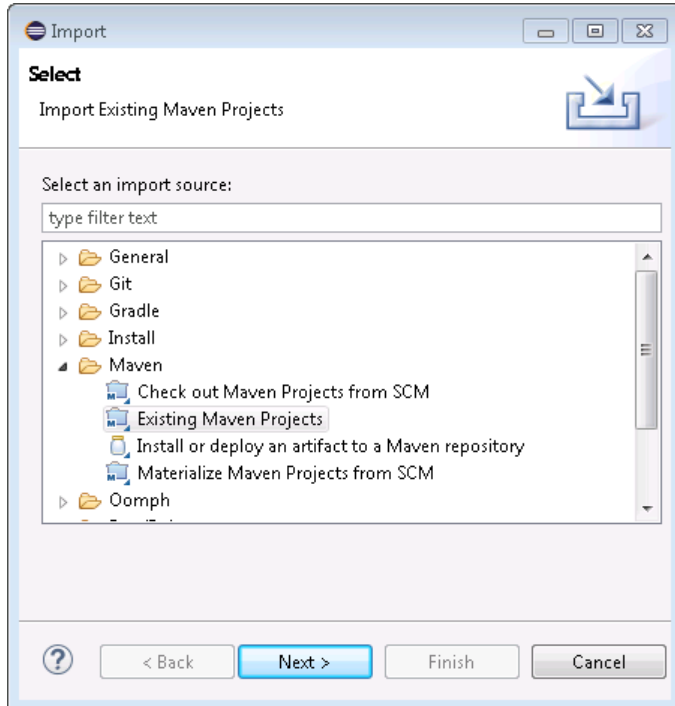 Import
Select
Import Existing Maven Projects
Select an import source:
type filter text
General
Git
Gradle
Install
Maven
Check out Maven Projects from SCM
Existing Maven Projects
Install or deploy an artifact to a Maven repository
Materialize Maven Projects from SCM
Oomph
< Back
Next >
Finish
Cancel